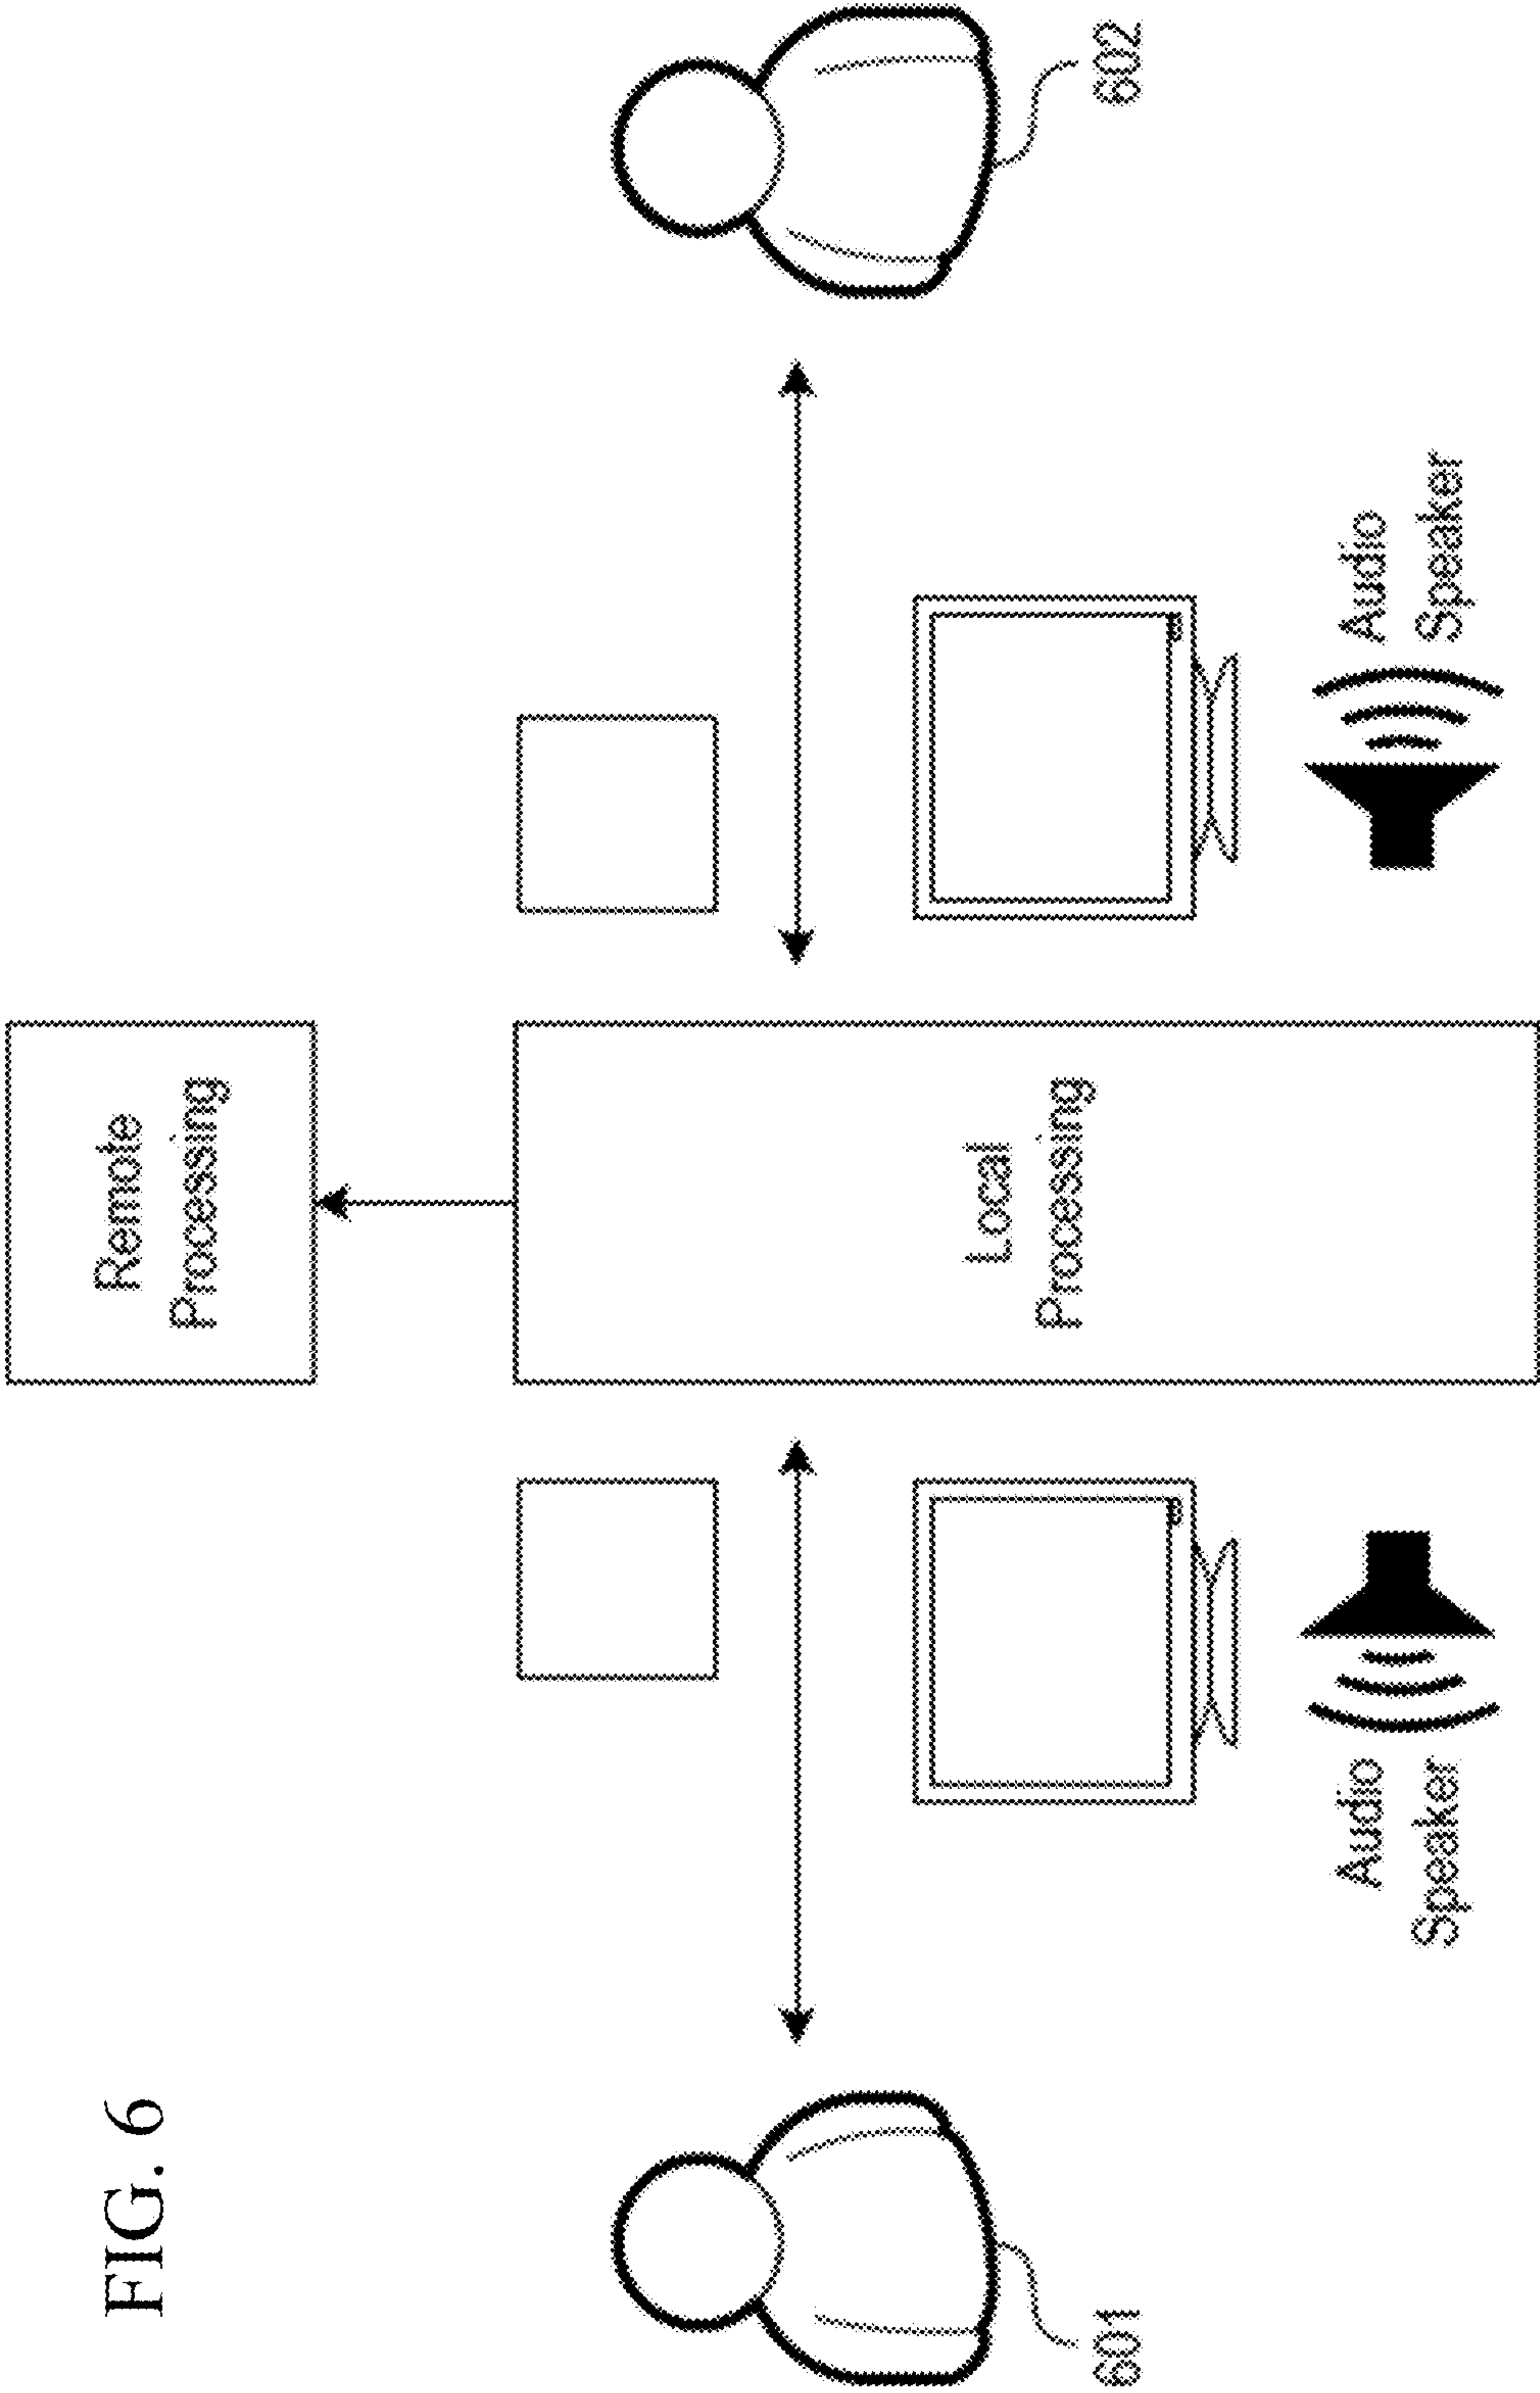 FIG. 6
Remote
Processing
Local
Processing
Audio
Speaker
Audio
Speaker
601
602